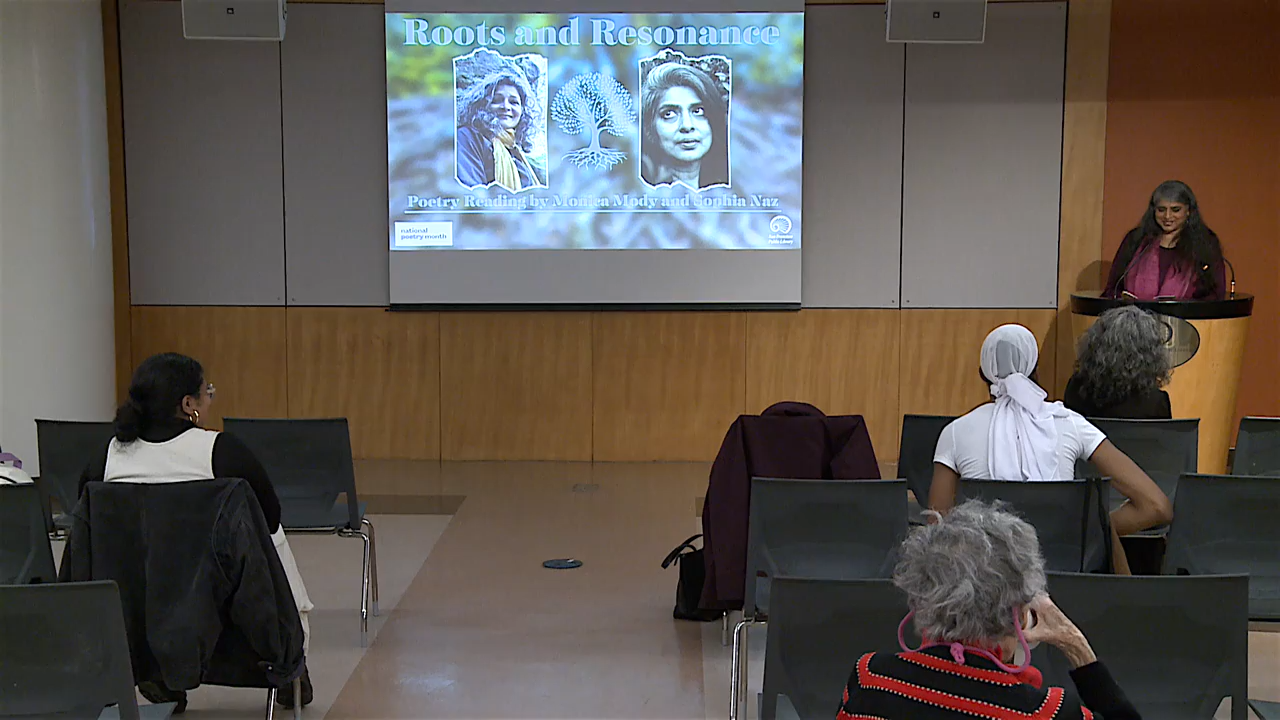 Roots and Resonance
Poetry Reading by Monica Mody and Sophia Naz
national
poetry month